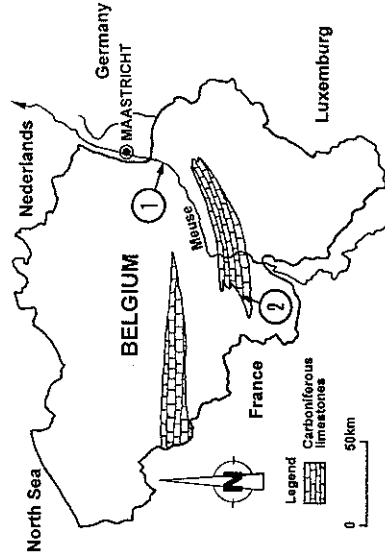 North Sea
Nederlands
Germany
MAASTRICHT
1
Meuse
BELGIUM
2
France
Luxemburg
N
Legend
Carboniferous
limestones
0
50km